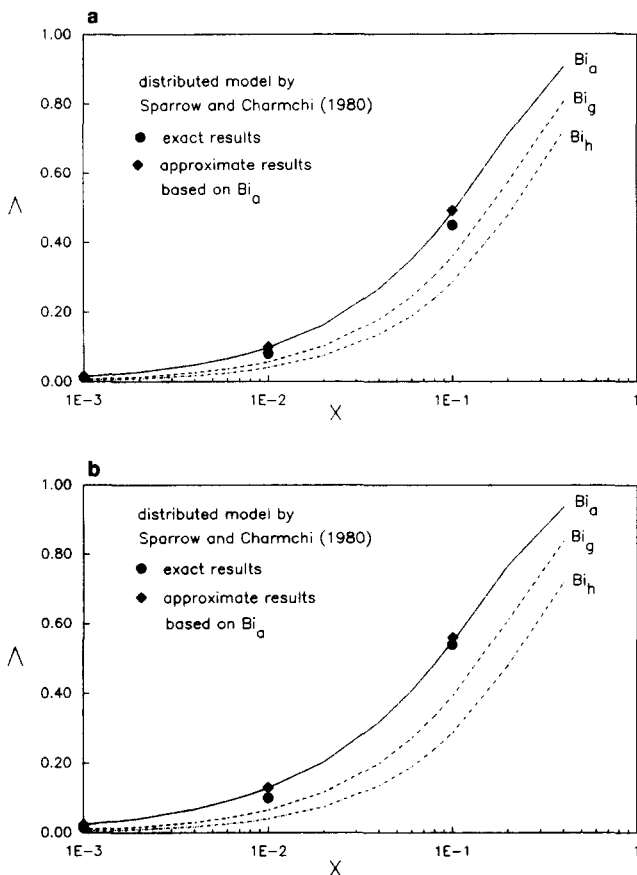 a
1.00
0.80
0.60
0.40
0.20
0.00
Λ
distributed model by
Sparrow and Charmchi (1980)
exact results
approximate results
based on Bi_a
Bi_a
Bi_g
Bi_h
1E-3
1E-2
1E-1
1
X
b
1.00
0.80
0.60
0.40
0.20
0.00
Λ
distributed model by
Sparrow and Charmchi (1980)
exact results
approximate results
based on Bi_a
Bi_a
Bi_g
Bi_h
1E-3
1E-2
1E-1
1
X